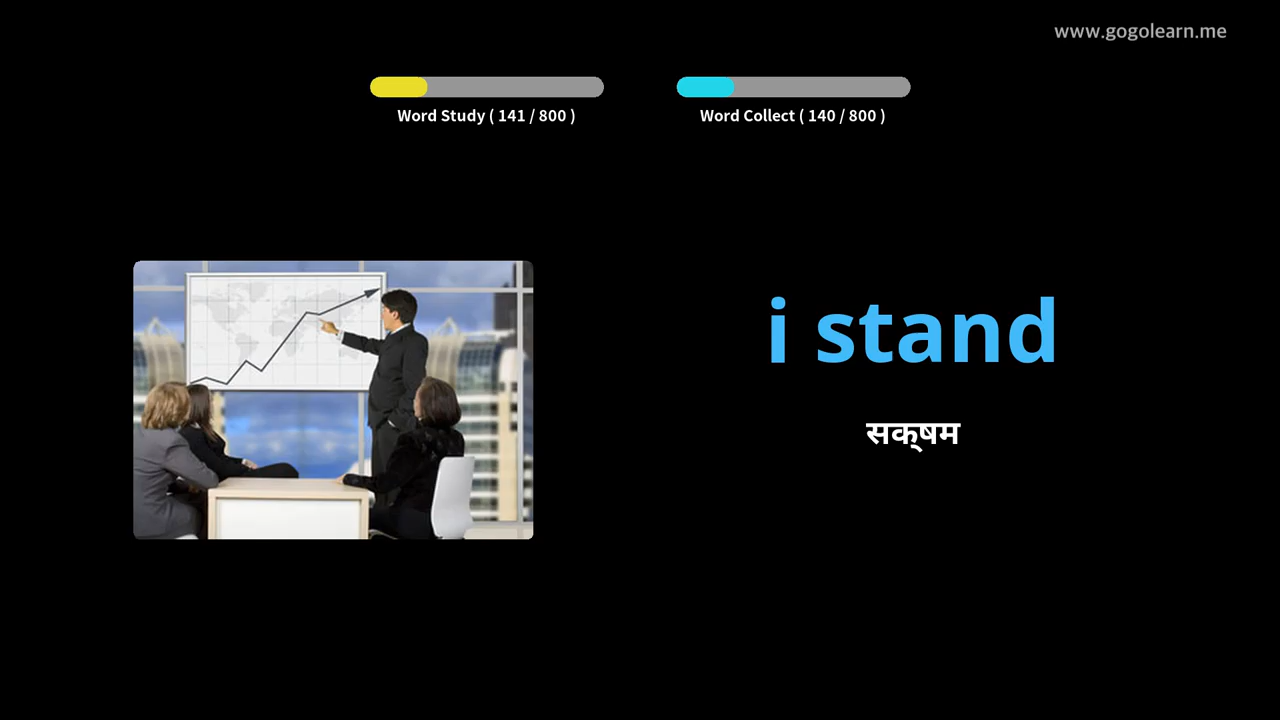 www.gogolearn.me
Word Study ( 141 / 800 )
Word Collect ( 140 / 800 )
i stand
सक्षम